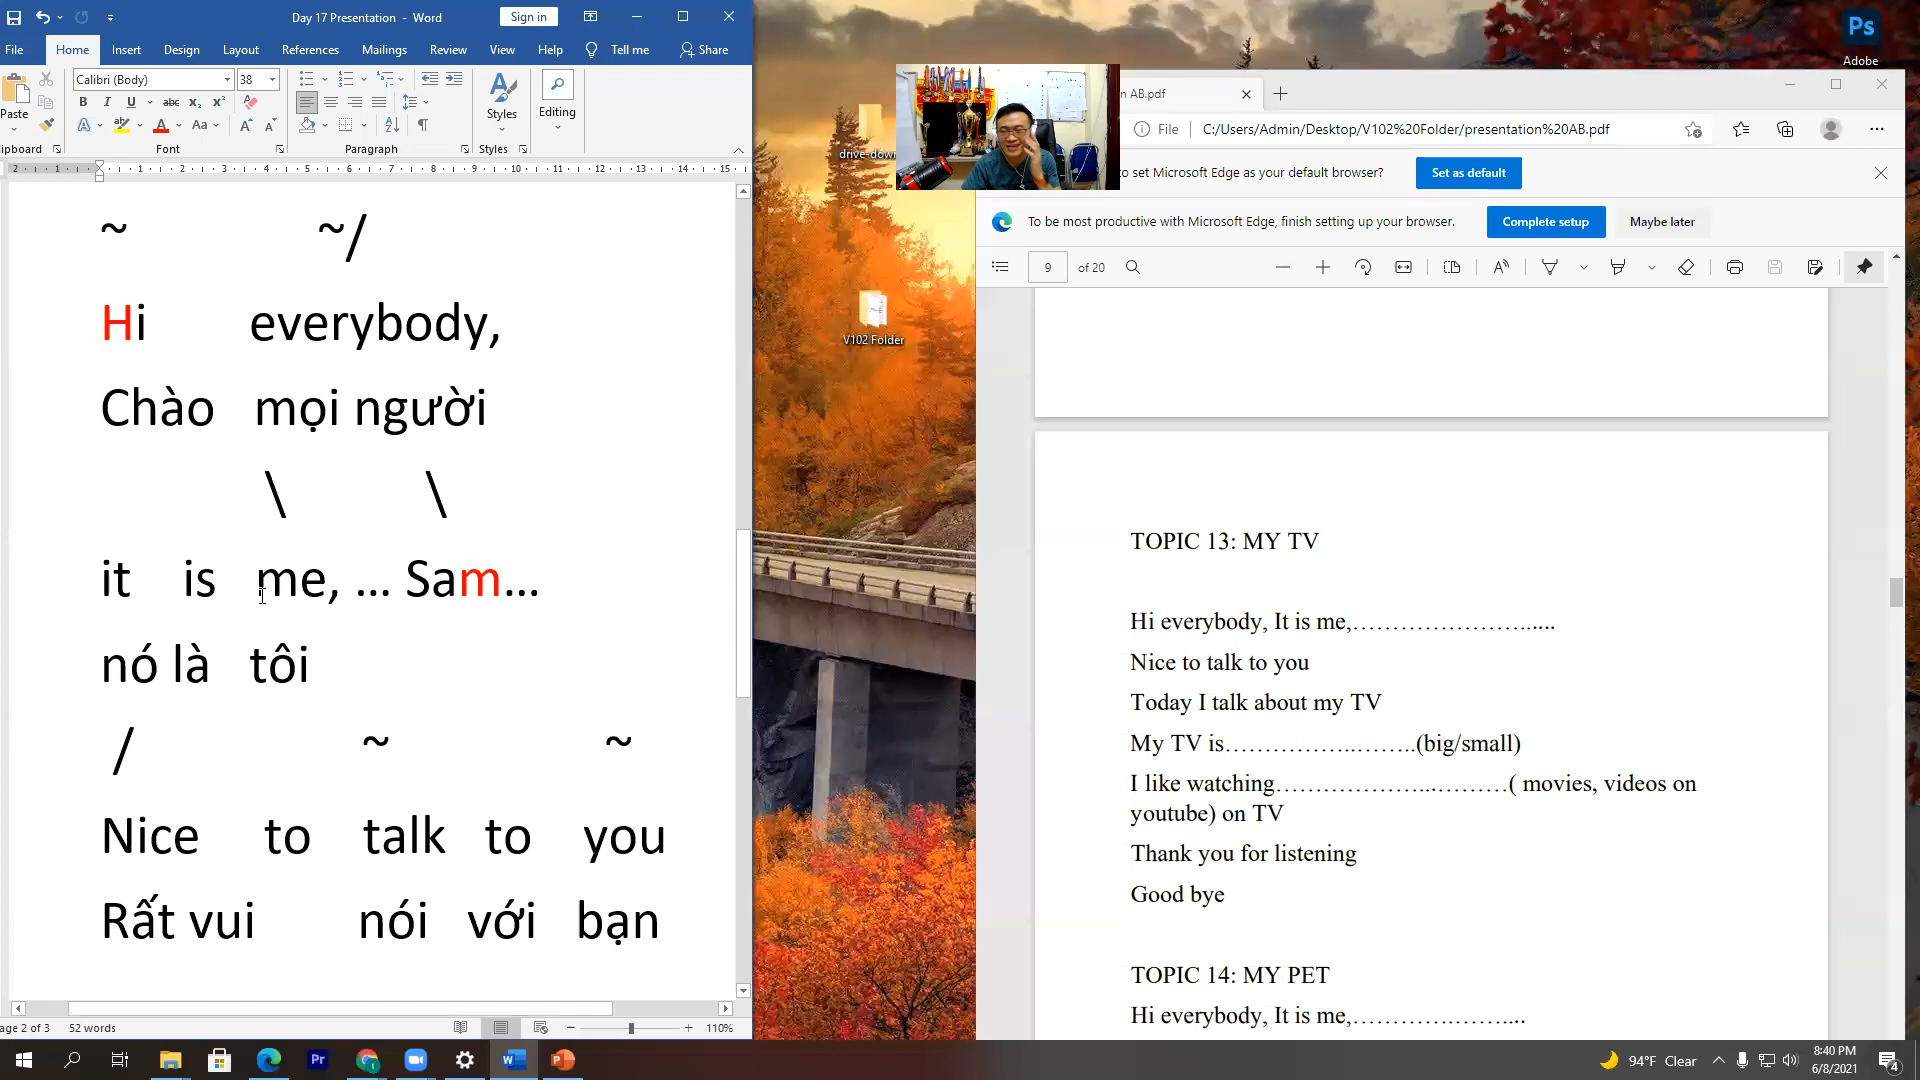 Day 17 Presentation - Word
Sign in
File Home Insert Design Layout References Mailings Review View Help Tell me Share
Calibri (Body) 38
Paste
Styles
Editing
Font
Paragraph
Styles
~ ~/
Hi everybody,
Chào mọi người
\ \
it is me, ... Sam...
nó là tôi
/ ~ ~
Nice to talk to you
Rất vui nói với bạn
age 2 of 3 52 words
110%
V102 Folder
Ps
Adobe
n AB.pdf
File C:/Users/Admin/Desktop/V102%20Folder/presentation%20AB.pdf
to set Microsoft Edge as your default browser? Set as default
To be most productive with Microsoft Edge, finish setting up your browser. Complete setup Maybe later
9 of 20
TOPIC 13: MY TV
Hi everybody, It is me,………………….…...
Nice to talk to you
Today I talk about my TV
My TV is……………..……..(big/small)
I like watching………………...………( movies, videos on
youtube) on TV
Thank you for listening
Good bye
TOPIC 14: MY PET
Hi everybody, It is me,………….……....
94°F Clear
8:40 PM
6/8/2021
4